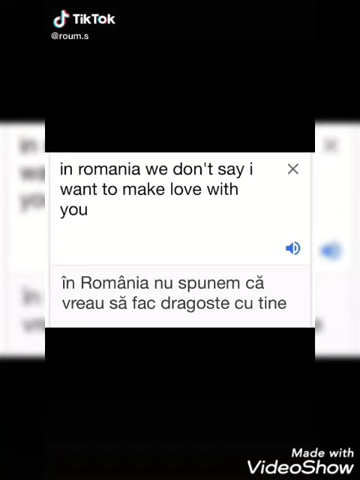 TikTok
@roum.s
in romania we don't say i
want to make love with
you
în România nu spunem că
vreau să fac dragoste cu tine
Made with
VideoShow